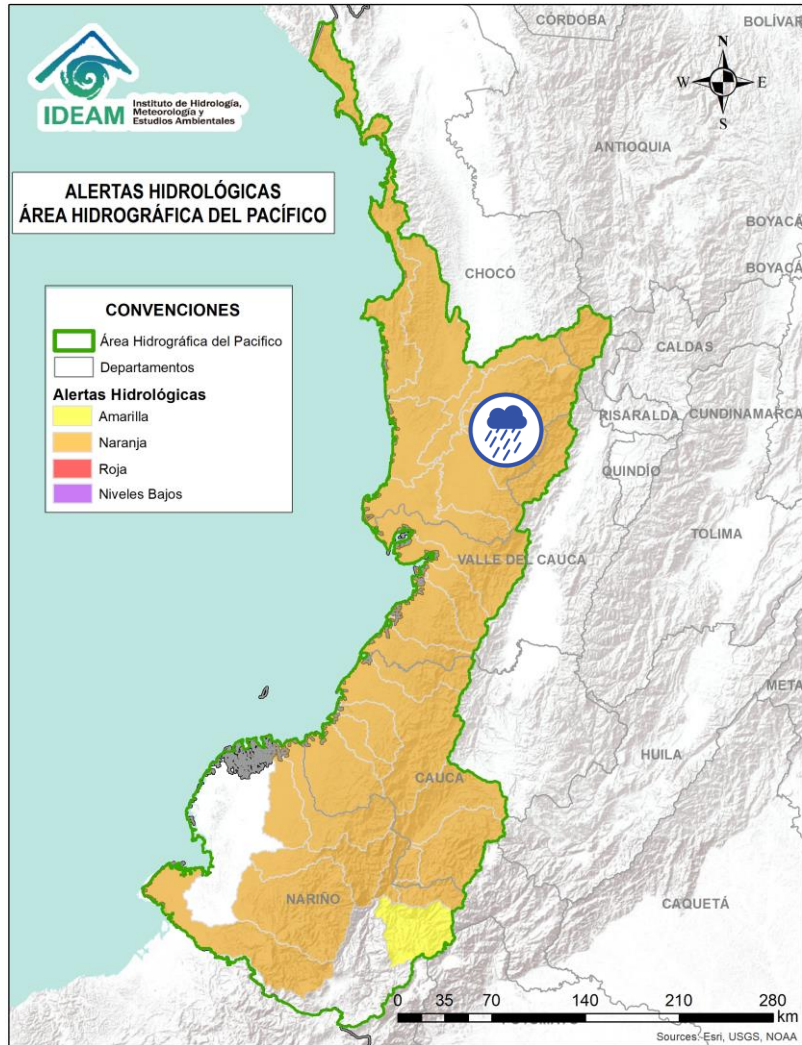 IDEAM
Instituto de Hidrología,
Meteorología y
Estudios Ambientales
ALERTAS HIDROLÓGICAS
ÁREA HIDROGRÁFICA DEL PACÍFICO
CONVENCIONES
Área Hidrográfica del Pacifico
Departamentos
Alertas Hidrológicas
Amarilla
Naranja
Roja
Niveles Bajos
CÓRDOBA
BOLÍVAR
N
W E
S
ANTIOQUIA
BOYACÁ
BOYACÁ
CHOCÓ
CALDAS
RISARALDA
CUNDINAMARCA
QUINDÍO
TOLIMA
VALLE DEL CAUCA
META
HUILA
CAUCA
NARIÑO
CAQUETÁ
0 35 70 140 210 280
km
Sources: Esri, USGS, NOAA